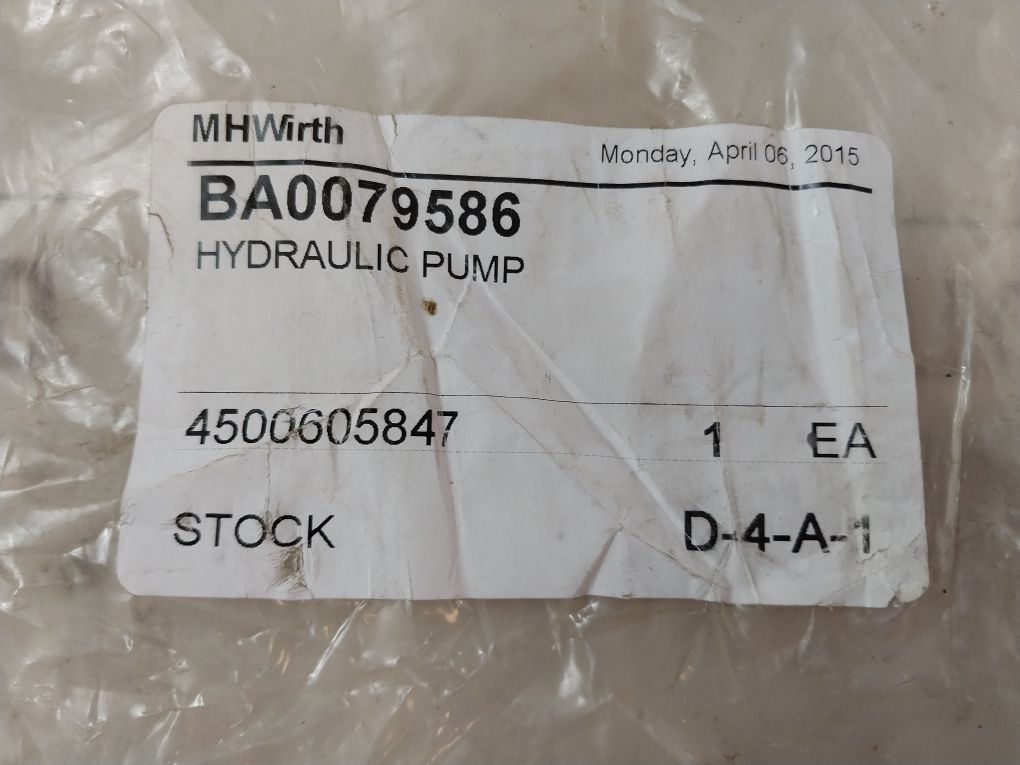 MHWirth
Monday, April 06, 2015
BA0079586
HYDRAULIC PUMP
4500605847 1 EA
STOCK D-4-A-1